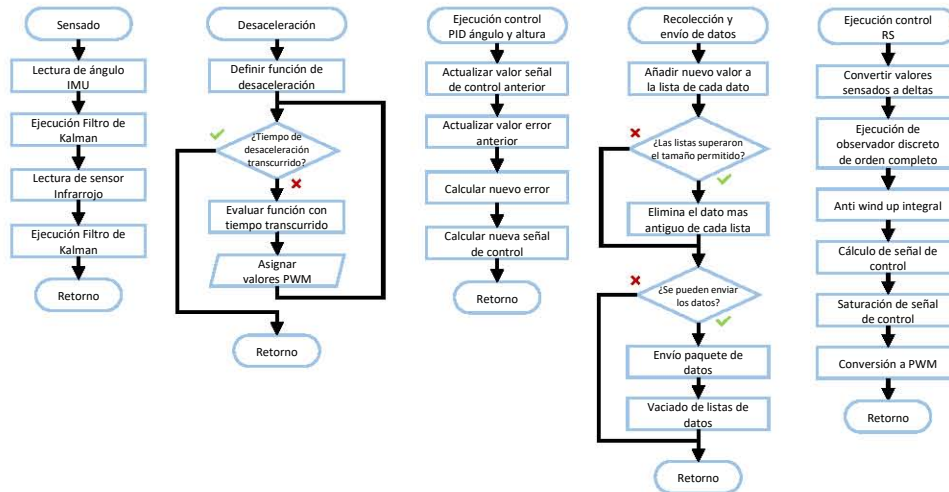 Sensado
Lectura de ángulo
IMU
Ejecución Filtro de
Kalman
Lectura de sensor
Infrarrojo
Ejecución Filtro de
Kalman
Retorno
Desaceleración
Definir función de
desaceleración
¿Tiempo de
desaceleración
transcurrido?
Evaluar función con
tiempo transcurrido
Asignar
valores PWM
Retorno
Ejecución control
PID ángulo y altura
Actualizar valor señal
de control anterior
Actualizar valor error
anterior
Calcular nuevo error
Calcular nueva señal
de control
Retorno
Recolección y
envío de datos
Añadir nuevo valor a
la lista de cada dato
¿Las listas superaron
el tamaño permitido?
Elimina el dato mas
antiguo de cada lista
¿Se pueden enviar
los datos?
Envío paquete de
datos
Vaciado de listas de
datos
Retorno
Ejecución control
RS
Convertir valores
sensados a deltas
Ejecución de
observador discreto
de orden completo
Anti wind up integral
Cálculo de señal de
control
Saturación de señal
de control
Conversión a PWM
Retorno